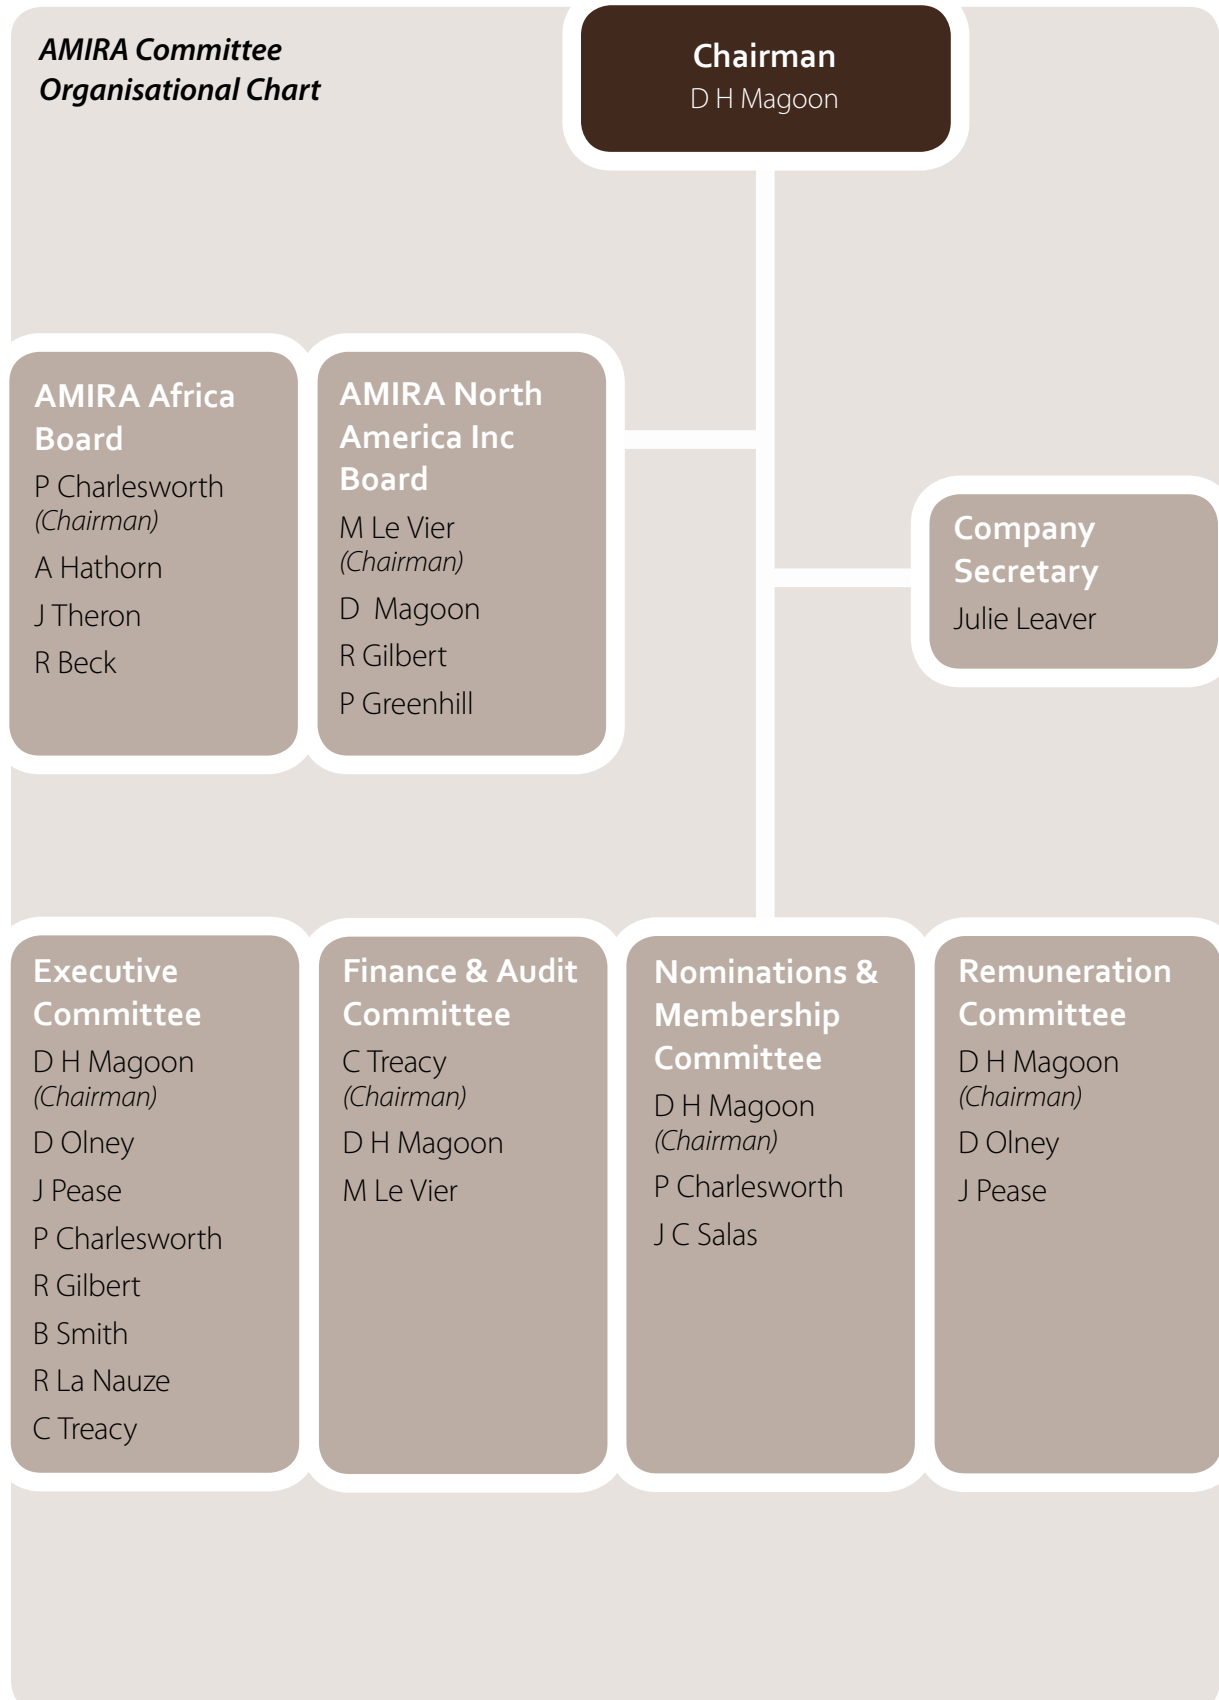 AMIRA Committee
Organisational Chart
Chairman
D H Magoon
AMIRA Africa
Board
P Charlesworth
(Chairman)
A Hathorn
J Theron
R Beck
AMIRA North
America Inc
Board
M Le Vier
(Chairman)
D  Magoon
R Gilbert
P Greenhill
Company
Secretary
Julie Leaver
Executive
Committee
D H Magoon
(Chairman)
D Olney
J Pease
P Charlesworth
R Gilbert
B Smith
R La Nauze
C Treacy
Finance & Audit
Committee
C Treacy
(Chairman)
D H Magoon
M Le Vier
Nominations &
Membership
Committee
D H Magoon
(Chairman)
P Charlesworth
J C Salas
Remuneration
Committee
D H Magoon
(Chairman)
D Olney
J Pease